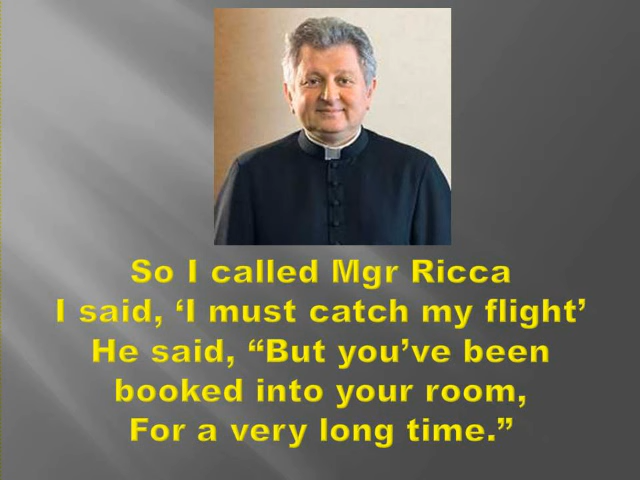 So I called Mgr Ricca
I said, ‘I must catch my flight’
He said, “But you’ve been
booked into your room,
For a very long time.”